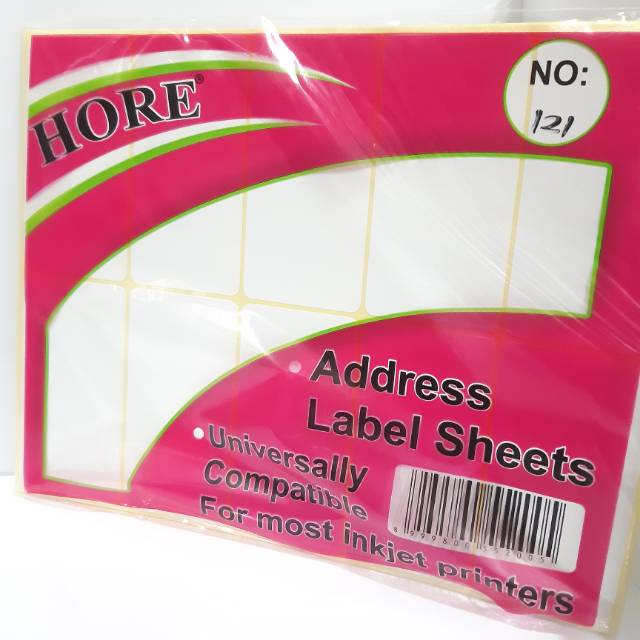 HORE®
NO:
121
Address
Label Sheets
Universally
Compatible
For most inkjet printers